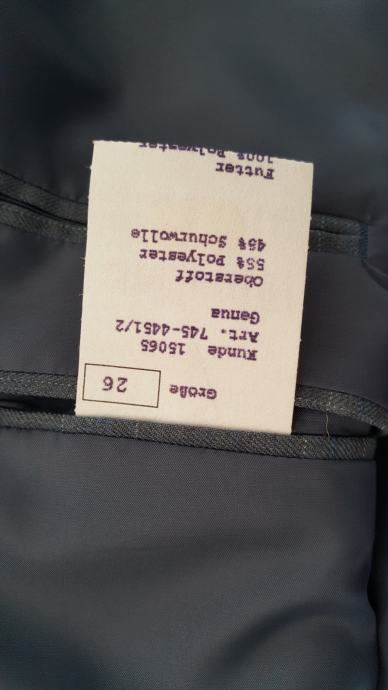 Größe 26
Kunde 15065
Art. 745-4451/2
Genua
Oberstoff
55% Polyester
45% Schurwolle
Futter
100% Polyester